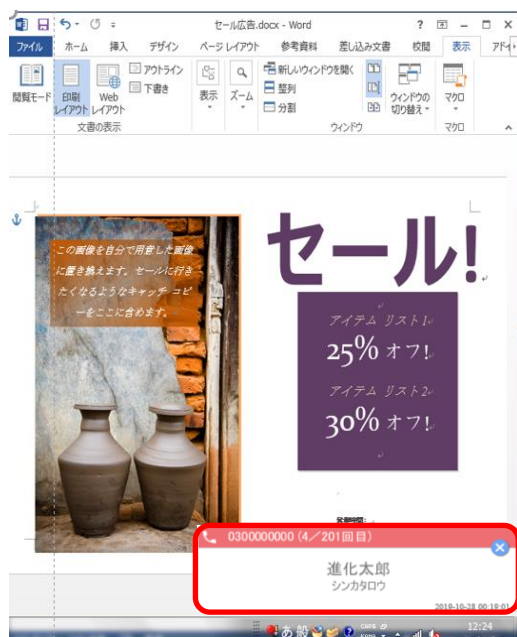 セール広告.docx - Word
ファイル ホーム 挿入 デザイン ページ レイアウト 参考資料 差し込み文書 校閲 表示 アドイ
閲覧モード
印刷レイアウト
Web レイアウト
アウトライン
下書き
文書の表示
表示
ズーム
新しいウィンドウを開く
整列
分割
ウィンドウの切り替え
ウィンドウ
マクロ
マクロ
この画像を自分で用意した画像
に置き換えます。セールに行き
たくなるようなキャッチ コピ
ーをここに含めます。
セール!
アイテム リスト1
25% オフ!
アイテム リスト2
30% オフ!
0300000000 (4/201回目)
進化太郎
シンカタロウ
2019-10-28 00:19:01
あ 般
CAPS
KANA
12:24